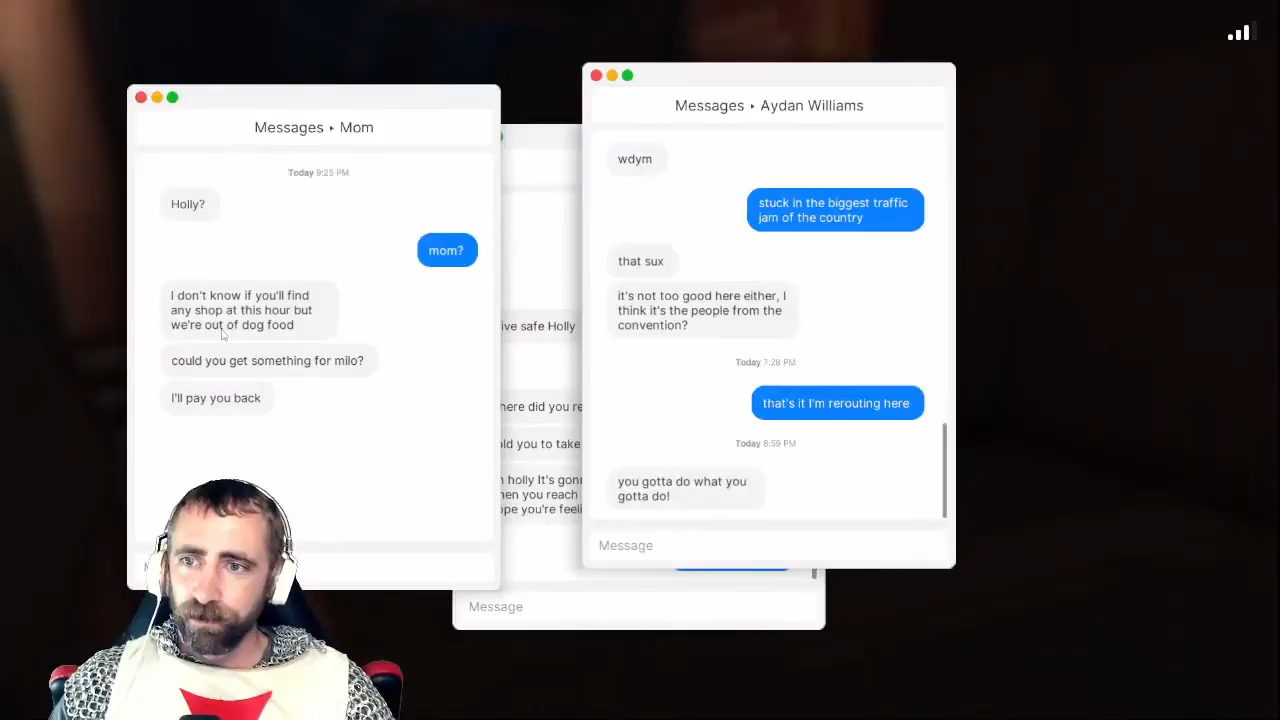 Messages ▸ Mom
Today 9:25 PM
Holly?
mom?
I don't know if you'll find
any shop at this hour but
we're out of dog food
could you get something for milo?
I'll pay you back
ive safe Holly
here did you re
old you to take
holly It's gonn
hen you reach
ope you're feeli
Message
Messages ▸ Aydan Williams
wdym
stuck in the biggest traffic
jam of the country
that sux
it's not too good here either, I
think it's the people from the
convention?
Today 7:28 PM
that's it I'm rerouting here
Today 8:59 PM
you gotta do what you
gotta do!
Message